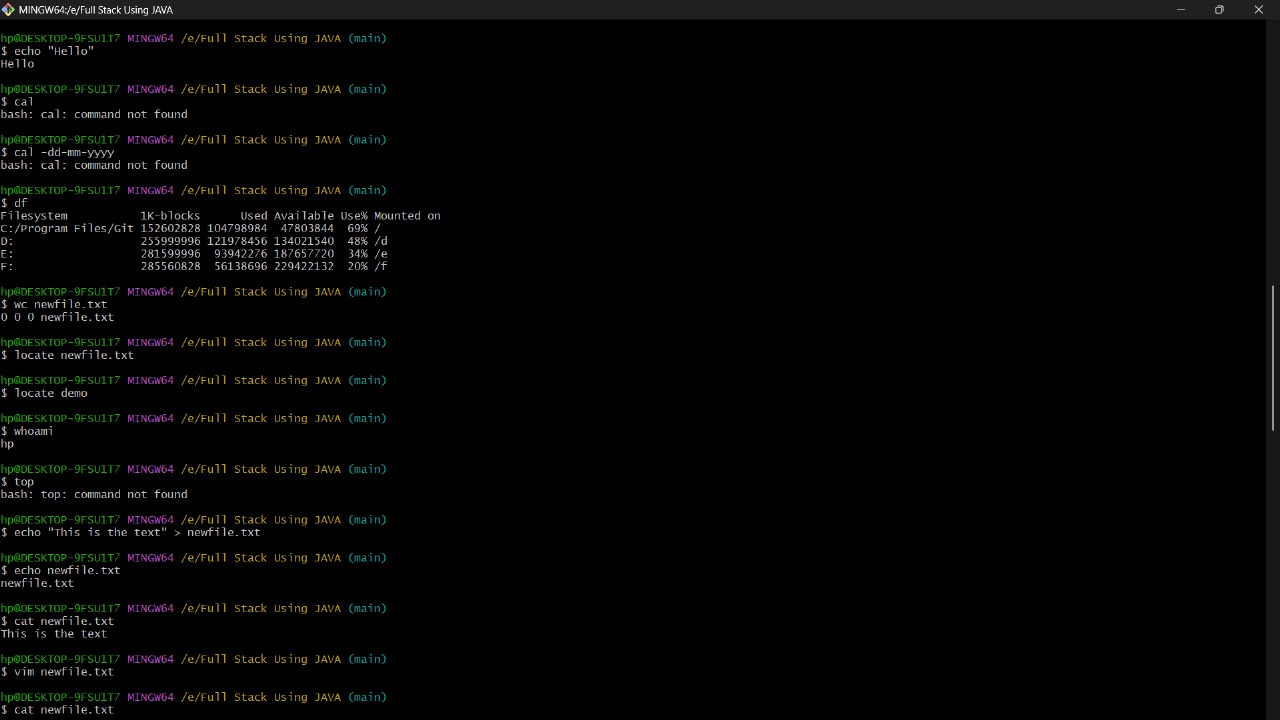 MINGW64:/e/Full Stack Using JAVA
hp@DESKTOP-9FSU1T7 MINGW64 /e/Full Stack Using JAVA (main)
$ echo "Hello"
Hello
hp@DESKTOP-9FSU1T7 MINGW64 /e/Full Stack Using JAVA (main)
$ cal
bash: cal: command not found
hp@DESKTOP-9FSU1T7 MINGW64 /e/Full Stack Using JAVA (main)
$ cal -dd-mm-yyyy
bash: cal: command not found
hp@DESKTOP-9FSU1T7 MINGW64 /e/Full Stack Using JAVA (main)
$ df
Filesystem           1K-blocks      Used Available Use% Mounted on
C:/Program Files/Git 152602828 104798984  47803844  69% /
D:                   255999996 121978456 134021540  48% /d
E:                   281599996  93942276 187657720  34% /e
F:                   285560828  56138696 229422132  20% /f
hp@DESKTOP-9FSU1T7 MINGW64 /e/Full Stack Using JAVA (main)
$ wc newfile.txt
0 0 0 newfile.txt
hp@DESKTOP-9FSU1T7 MINGW64 /e/Full Stack Using JAVA (main)
$ locate newfile.txt
hp@DESKTOP-9FSU1T7 MINGW64 /e/Full Stack Using JAVA (main)
$ locate demo
hp@DESKTOP-9FSU1T7 MINGW64 /e/Full Stack Using JAVA (main)
$ whoami
hp
hp@DESKTOP-9FSU1T7 MINGW64 /e/Full Stack Using JAVA (main)
$ top
bash: top: command not found
hp@DESKTOP-9FSU1T7 MINGW64 /e/Full Stack Using JAVA (main)
$ echo "This is the text" > newfile.txt
hp@DESKTOP-9FSU1T7 MINGW64 /e/Full Stack Using JAVA (main)
$ echo newfile.txt
newfile.txt
hp@DESKTOP-9FSU1T7 MINGW64 /e/Full Stack Using JAVA (main)
$ cat newfile.txt
This is the text
hp@DESKTOP-9FSU1T7 MINGW64 /e/Full Stack Using JAVA (main)
$ vim newfile.txt
hp@DESKTOP-9FSU1T7 MINGW64 /e/Full Stack Using JAVA (main)
$ cat newfile.txt